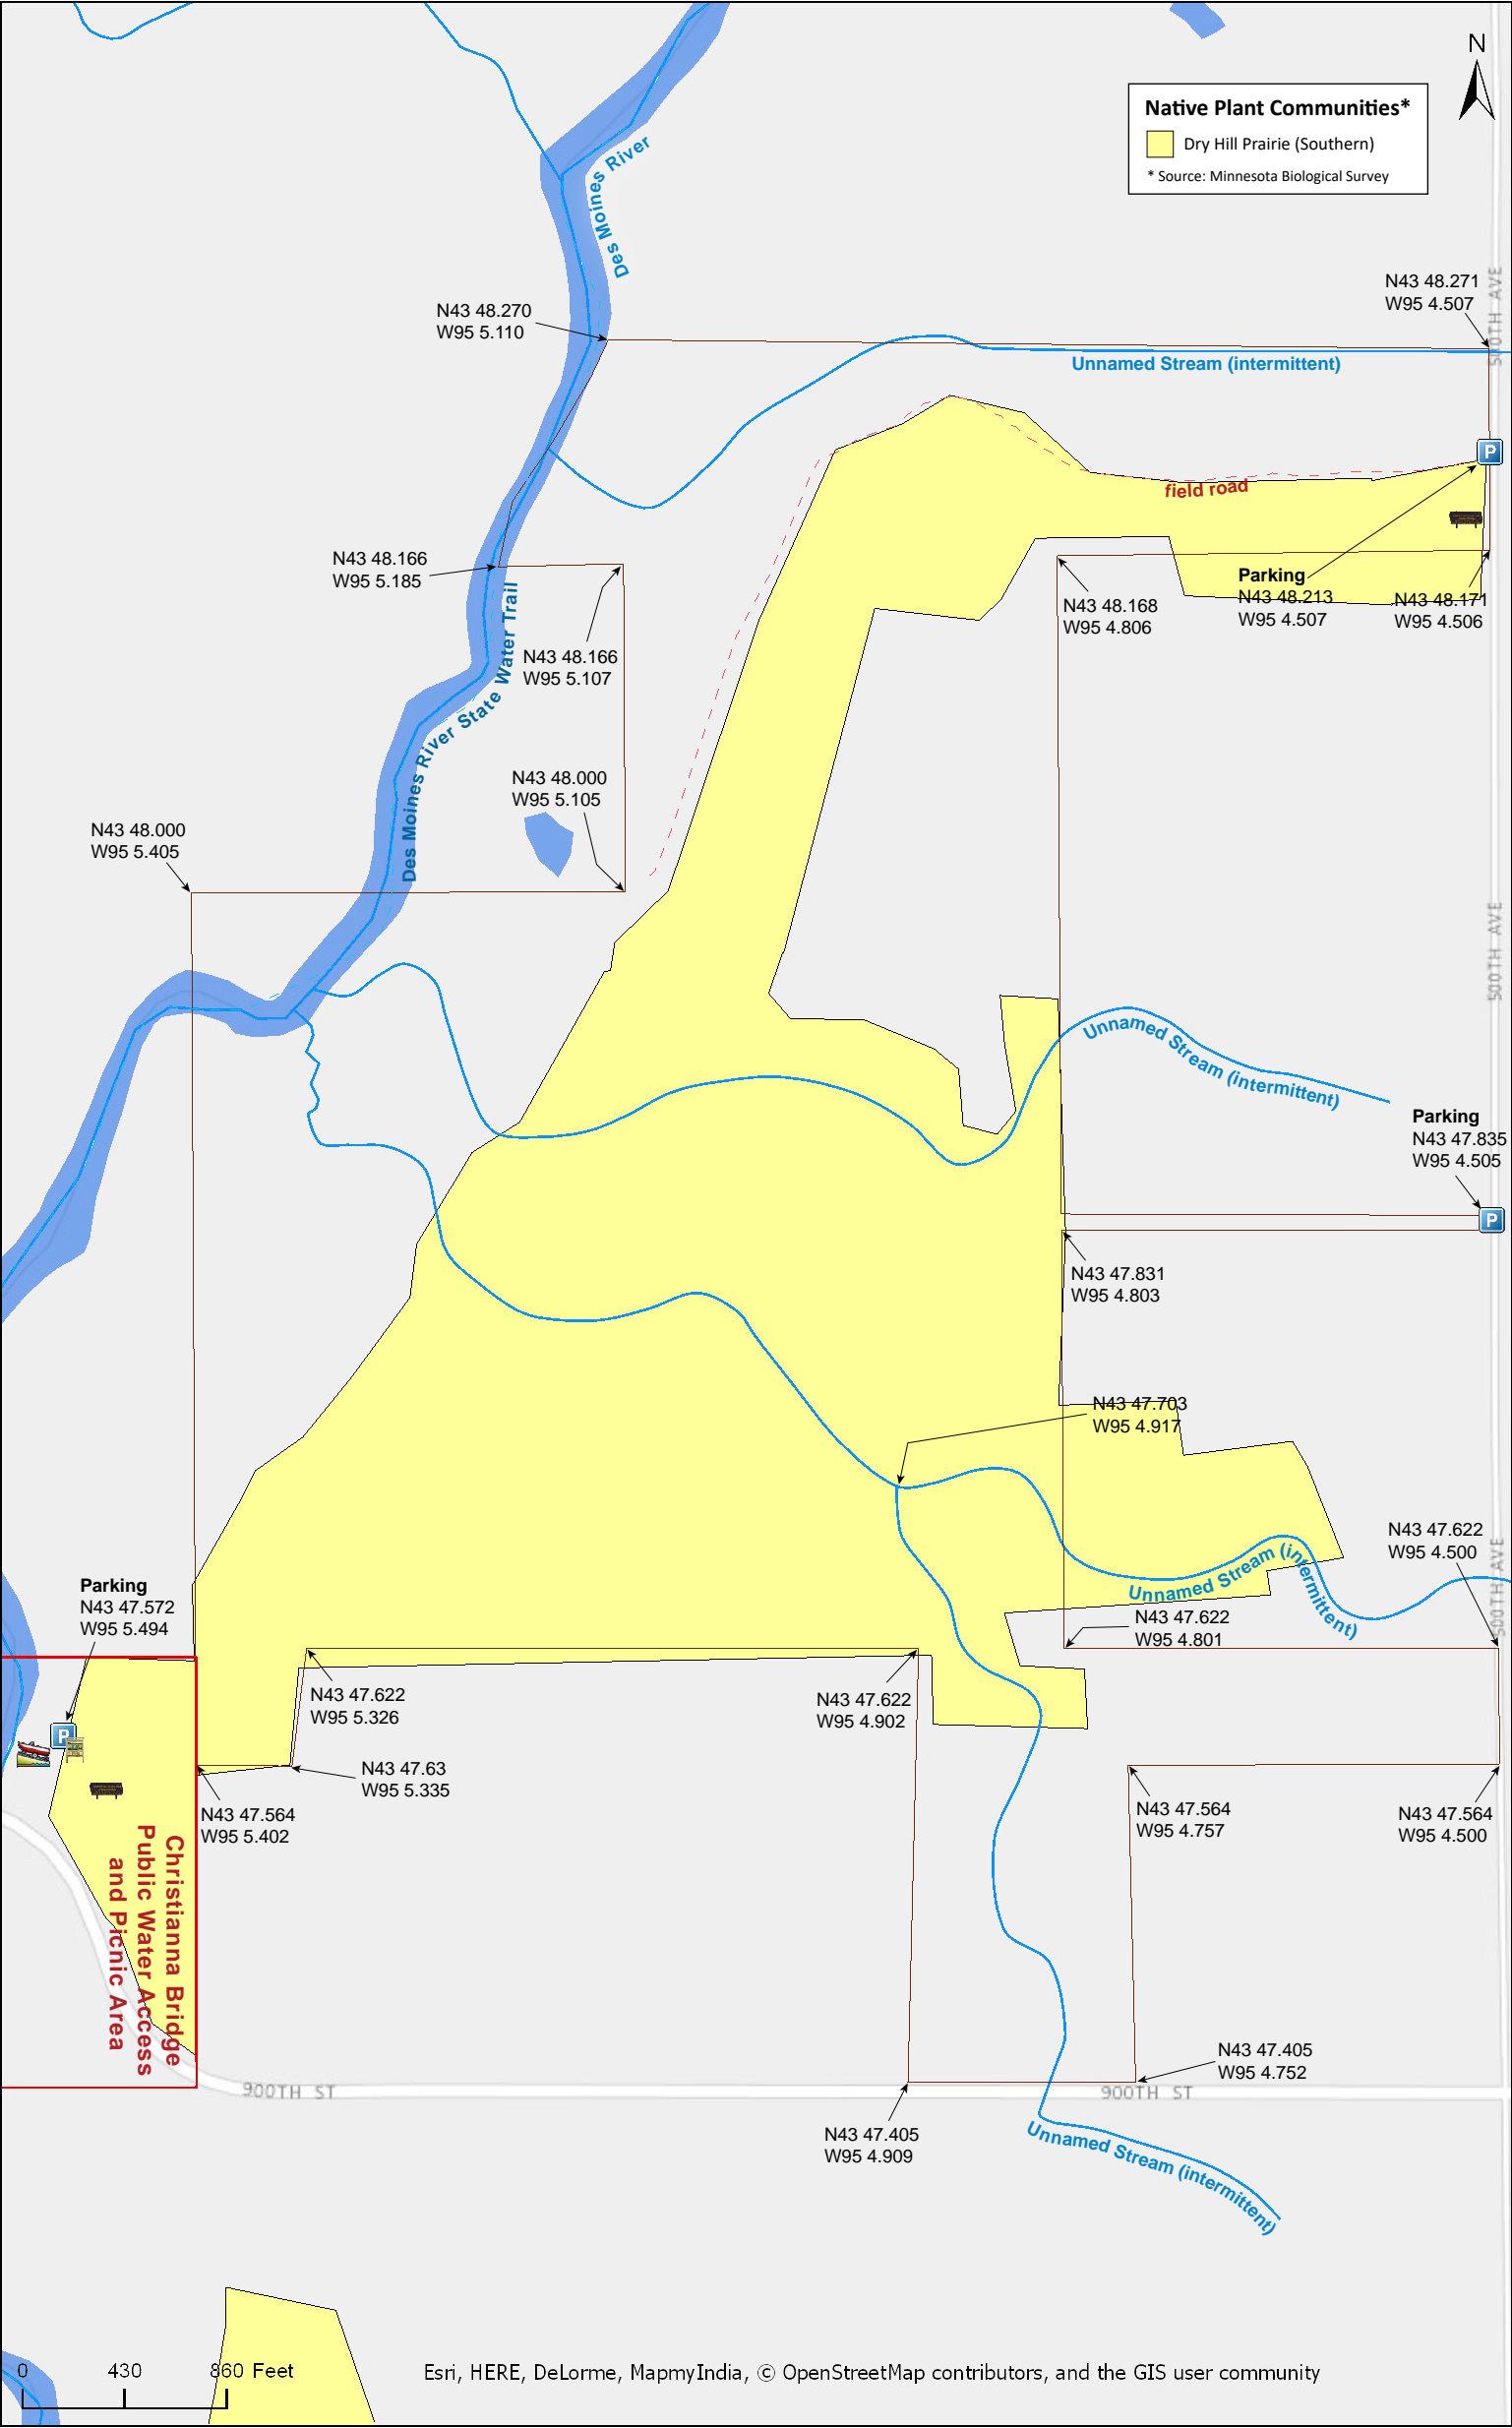 N
Native Plant Communities*
Dry Hill Prairie (Southern)
* Source: Minnesota Biological Survey
Des Moines River
N43 48.271
W95 4.507
500TH AVE
N43 48.270
W95 5.110
Unnamed Stream (intermittent)
P
field road
N43 48.166
W95 5.185
Parking
N43 48.213
W95 4.507
N43 48.171
W95 4.506
N43 48.168
W95 4.806
N43 48.166
W95 5.107
Des Moines River State Water Trail
N43 48.000
W95 5.105
N43 48.000
W95 5.405
500TH AVE
Unnamed Stream (intermittent)
Parking
N43 47.835
W95 4.505
P
N43 47.831
W95 4.803
N43 47.703
W95 4.917
N43 47.622
W95 4.500
500TH AVE
Unnamed Stream (intermittent)
Parking
N43 47.572
W95 5.494
N43 47.622
W95 4.801
N43 47.622
W95 5.326
N43 47.622
W95 4.902
P
N43 47.63
W95 5.335
N43 47.564
W95 5.402
N43 47.564
W95 4.757
N43 47.564
W95 4.500
Christianna Bridge
Public Water Access
and Picnic Area
N43 47.405
W95 4.752
900TH ST
900TH ST
N43 47.405
W95 4.909
Unnamed Stream (intermittent)
0 430 860 Feet
Esri, HERE, DeLorme, MapmyIndia, © OpenStreetMap contributors, and the GIS user community